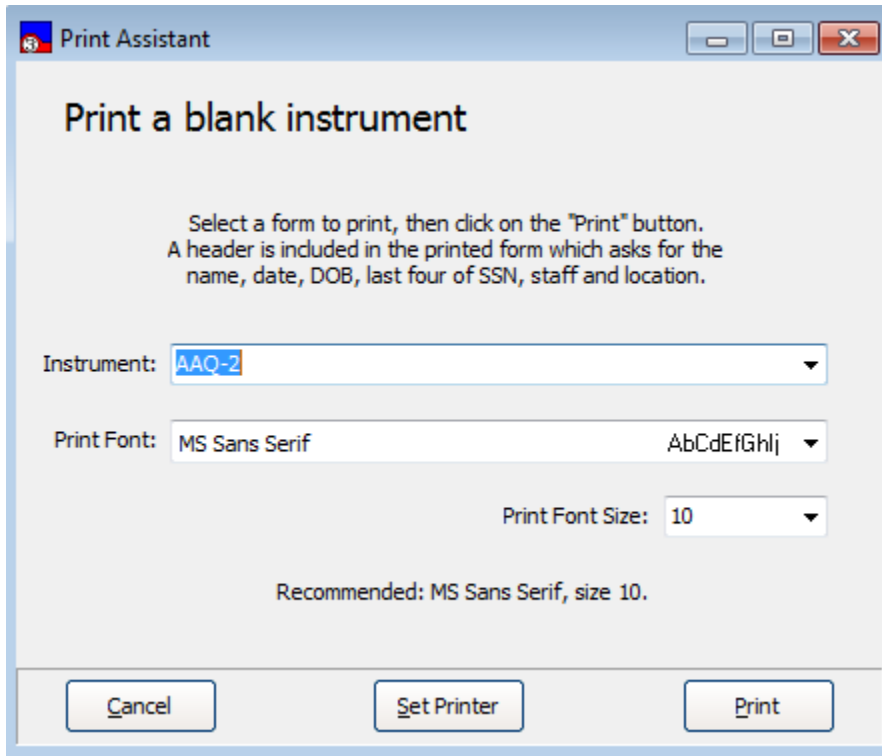 3 Print Assistant
Print a blank instrument
Select a form to print, then click on the "Print" button.
A header is included in the printed form which asks for the
name, date, DOB, last four of SSN, staff and location.
Instrument: AAQ-2
Print Font: MS Sans Serif AbCdEfGhIj
Print Font Size: 10
Recommended: MS Sans Serif, size 10.
Cancel Set Printer Print